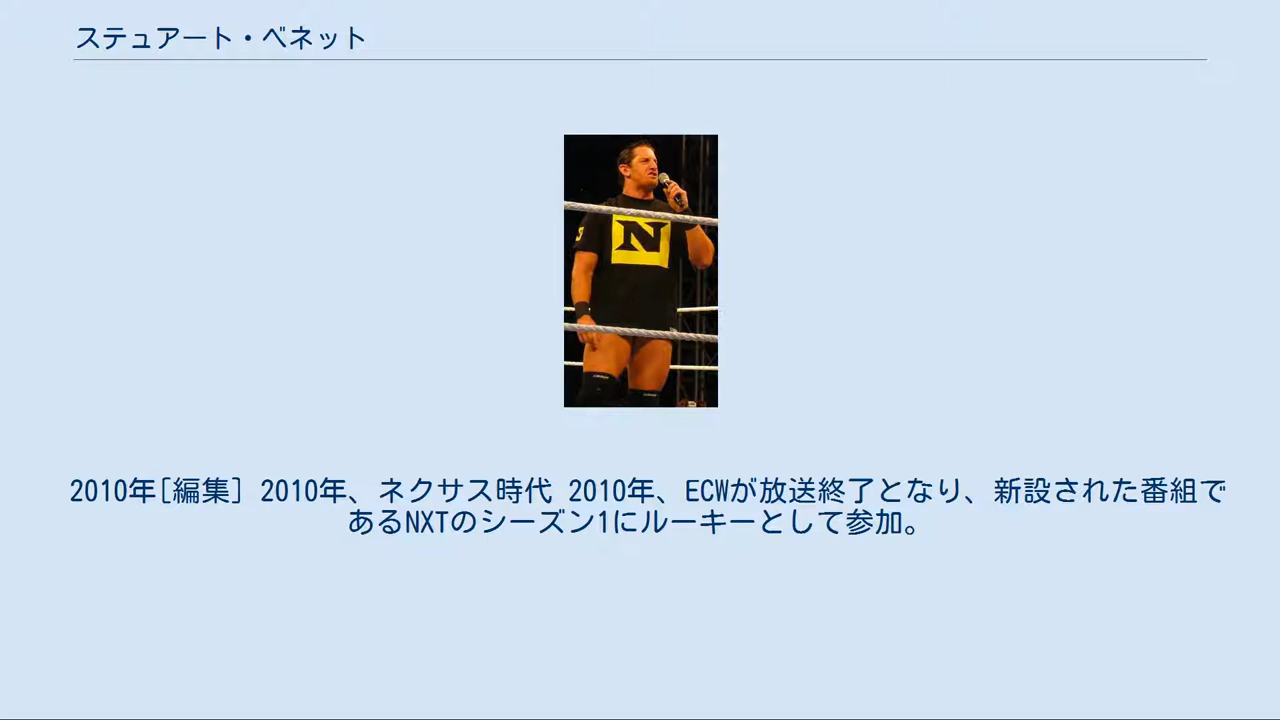 ステュアート・ベネット
N
2010年[編集] 2010年、ネクサス時代 2010年、ECWが放送終了となり、新設された番組で
あるNXTのシーズン1にルーキーとして参加。